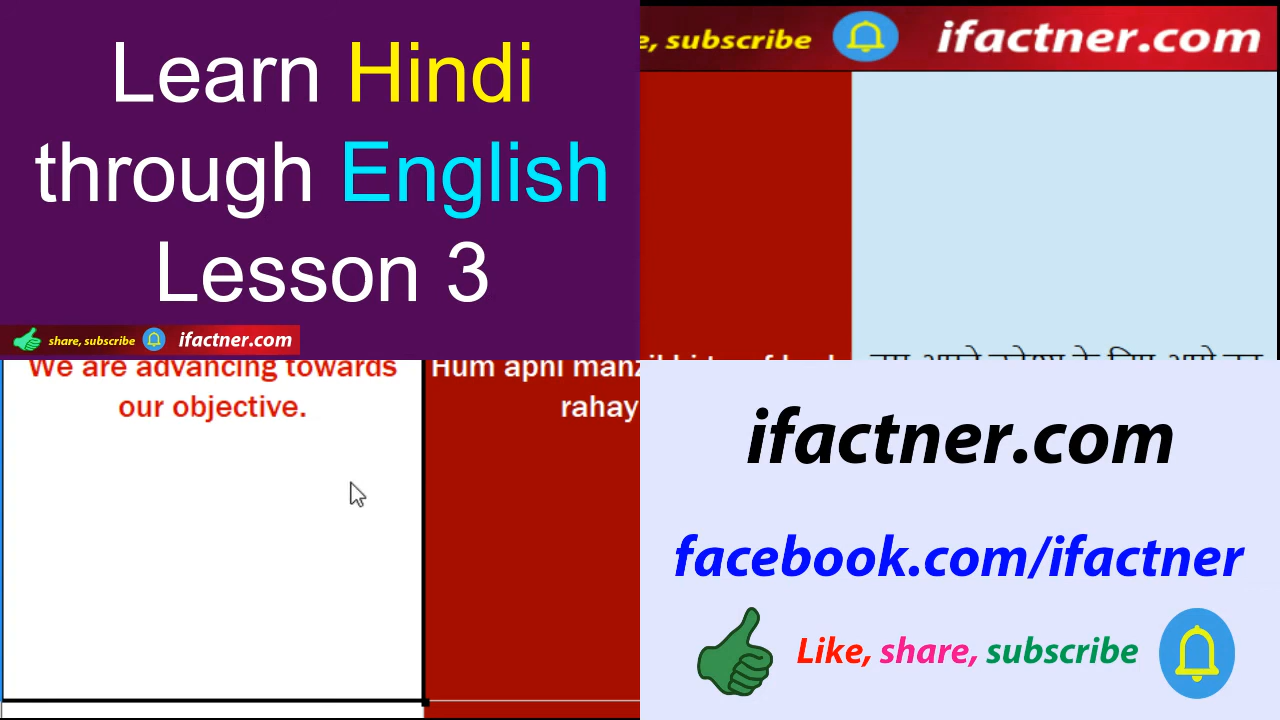 Learn Hindi
through English
Lesson 3
share, subscribe ifactner.com
subscribe ifactner.com
We are advancing towards
our objective.
Hum apni
rahay
ifactner.com
facebook.com/ifactner
Like, share, subscribe